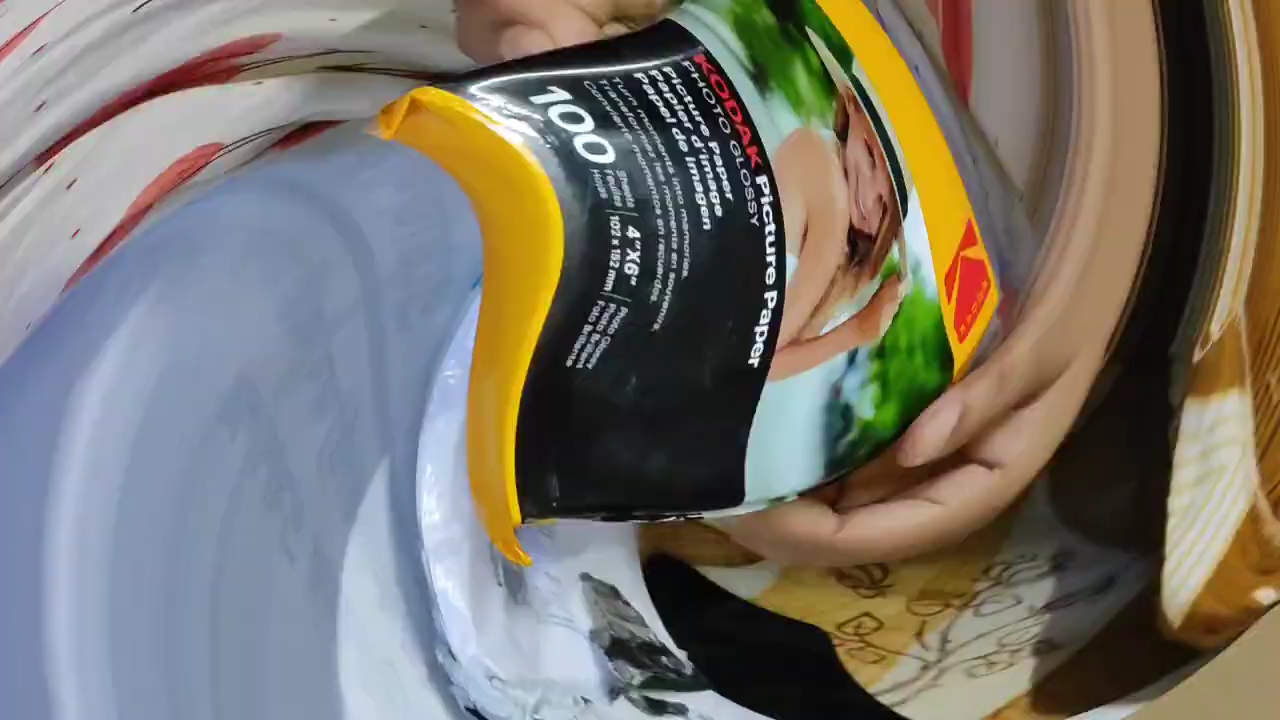 KODAK Picture Paper
PHOTO GLOSSY
Picture paper
Papier d'image
Papel de imagen
Turn moments into memories.
Transformez les moments en souvenirs.
Convierte momentos en recuerdos.
100 Sheets Feuilles Hojas | 4"X6" 102 x 152 mm | Photo Glossy Photo Brillant Foto Brillante
KODAK